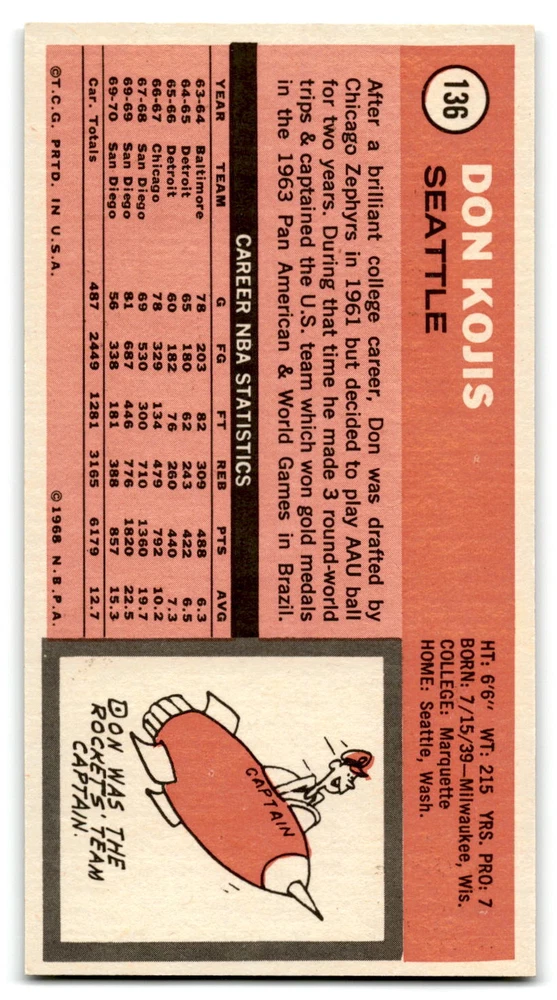 136
DON KOJIS
SEATTLE
HT: 6'6" WT: 215 YRS. PRO: 7
BORN: 7/15/39—Milwaukee, Wis.
COLLEGE: Marquette
HOME: Seattle, Wash.
After a brilliant college career, Don was drafted by
Chicago Zephyrs in 1961 but decided to play AAU ball
for two years. During that time he made 3 round-world
trips & captained the U.S. team which won gold medals
in the 1963 Pan American & World Games in Brazil.
CAREER NBA STATISTICS
YEAR TEAM G FG FT REB PTS AVG
63-64 Baltimore 78 203 82 309 488 6.3
64-65 Detroit 65 180 62 243 422 6.5
65-66 Detroit 60 182 76 260 440 7.3
66-67 Chicago 78 329 134 479 792 10.2
67-68 San Diego 69 530 300 710 1360 19.7
68-69 San Diego 81 687 446 776 1820 22.5
69-70 San Diego 56 338 181 388 857 15.3
Car. Totals 487 2449 1281 3165 6179 12.7
©T.C.G. PRTD. IN U.S.A. ©1968 N.B.P.A.
CAPTAIN
DON WAS THE
ROCKETS' TEAM
CAPTAIN.